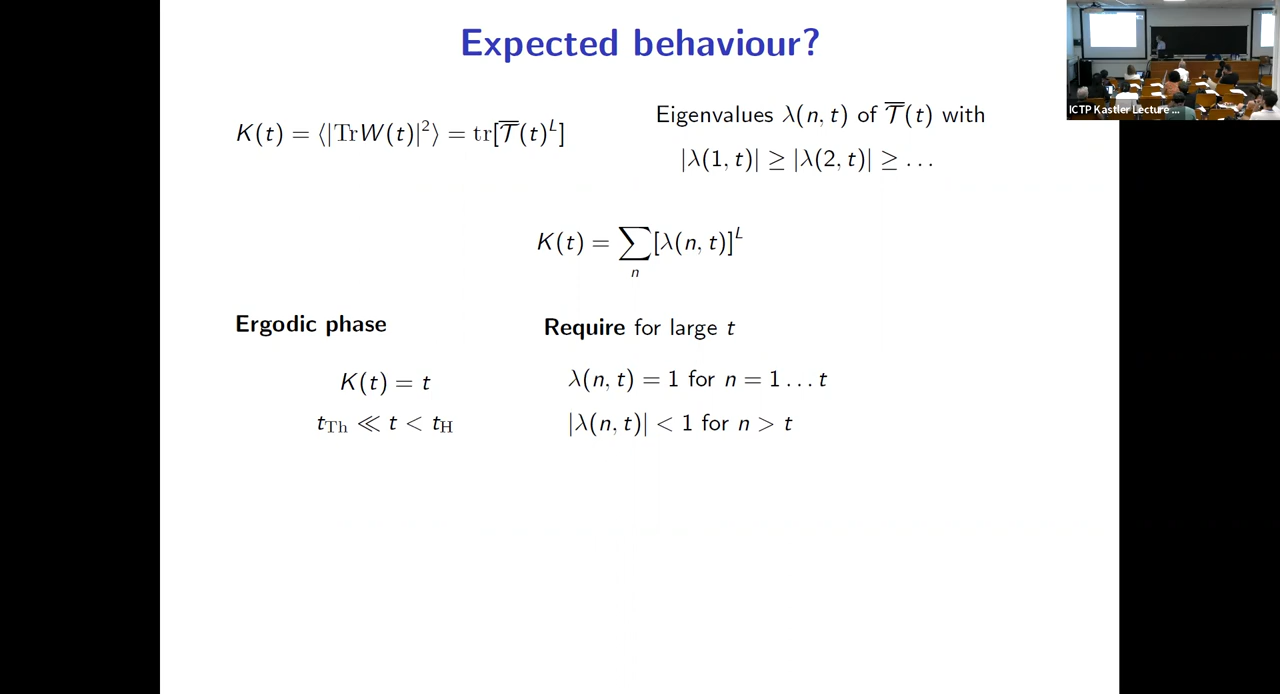 Expected behaviour?
K(t) = ⟨|TrW(t)|²⟩ = tr[𝒯̅(t)ᴸ]
Eigenvalues λ(n, t) of 𝒯̅(t) with
|λ(1, t)| ≥ |λ(2, t)| ≥ ...
K(t) = ∑ₙ [λ(n, t)]ᴸ
Ergodic phase
K(t) = t
t_Th ≪ t < t_H
Require for large t
λ(n, t) = 1 for n = 1 ... t
|λ(n, t)| < 1 for n > t
ICTP Kastler Lecture ...